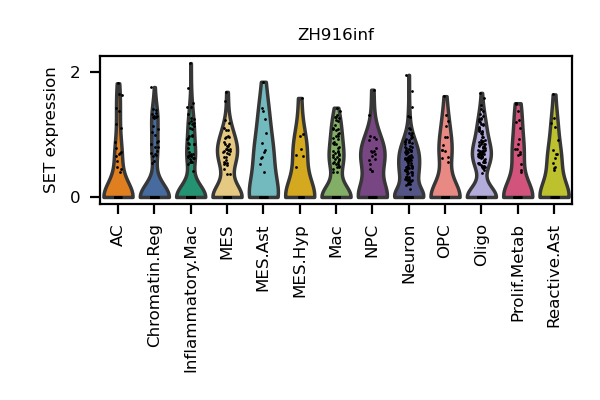 ZH916inf
SET expression
2
0
AC
Chromatin.Reg
Inflammatory.Mac
MES
MES.Ast
MES.Hyp
Mac
NPC
Neuron
OPC
Oligo
Prolif.Metab
Reactive.Ast